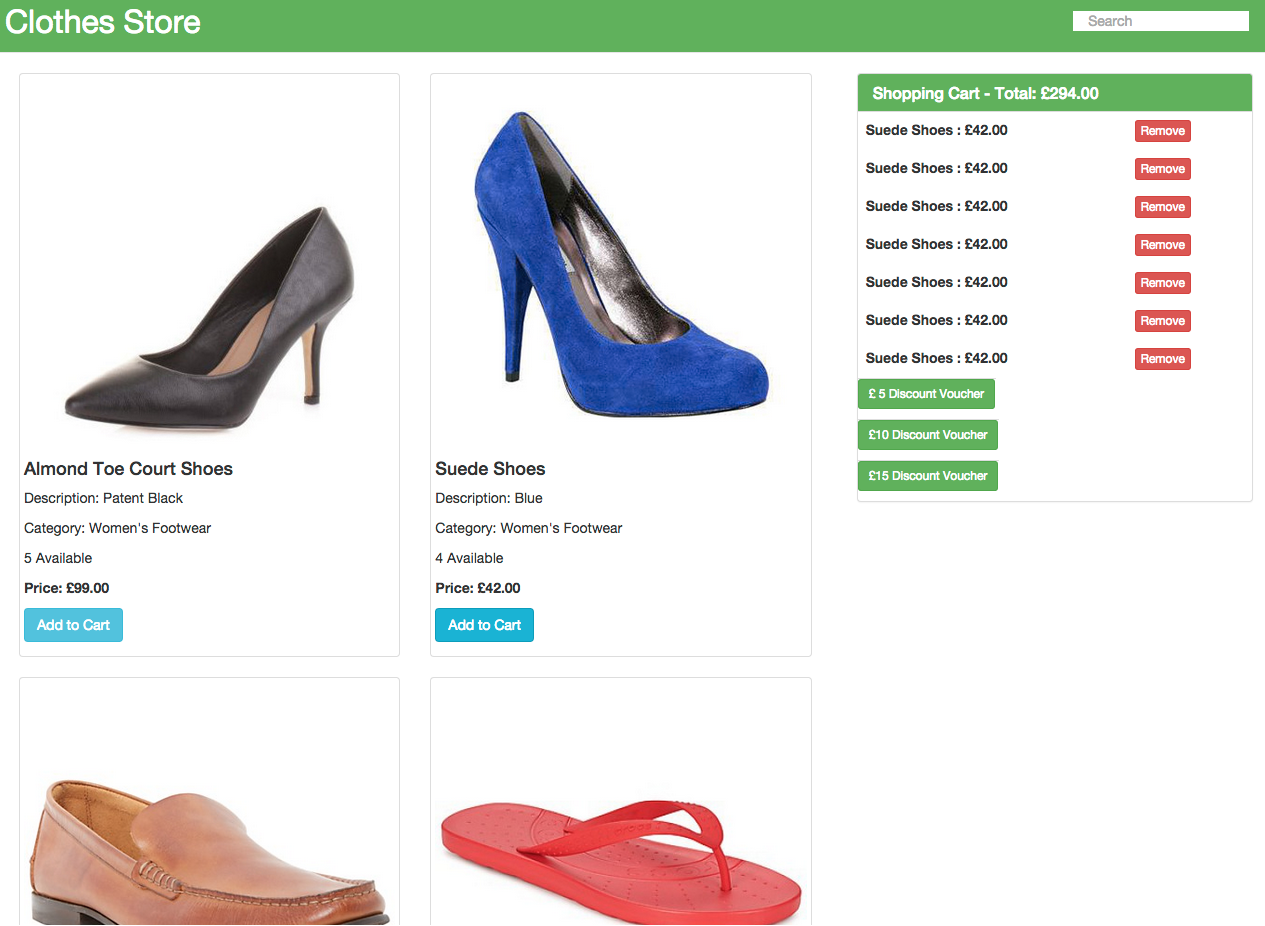 Clothes Store
Search
Almond Toe Court Shoes
Description: Patent Black
Category: Women's Footwear
5 Available
Price: £99.00
Add to Cart
Suede Shoes
Description: Blue
Category: Women's Footwear
4 Available
Price: £42.00
Add to Cart
Shopping Cart - Total: £294.00
Suede Shoes : £42.00 Remove
Suede Shoes : £42.00 Remove
Suede Shoes : £42.00 Remove
Suede Shoes : £42.00 Remove
Suede Shoes : £42.00 Remove
Suede Shoes : £42.00 Remove
Suede Shoes : £42.00 Remove
£ 5 Discount Voucher
£10 Discount Voucher
£15 Discount Voucher